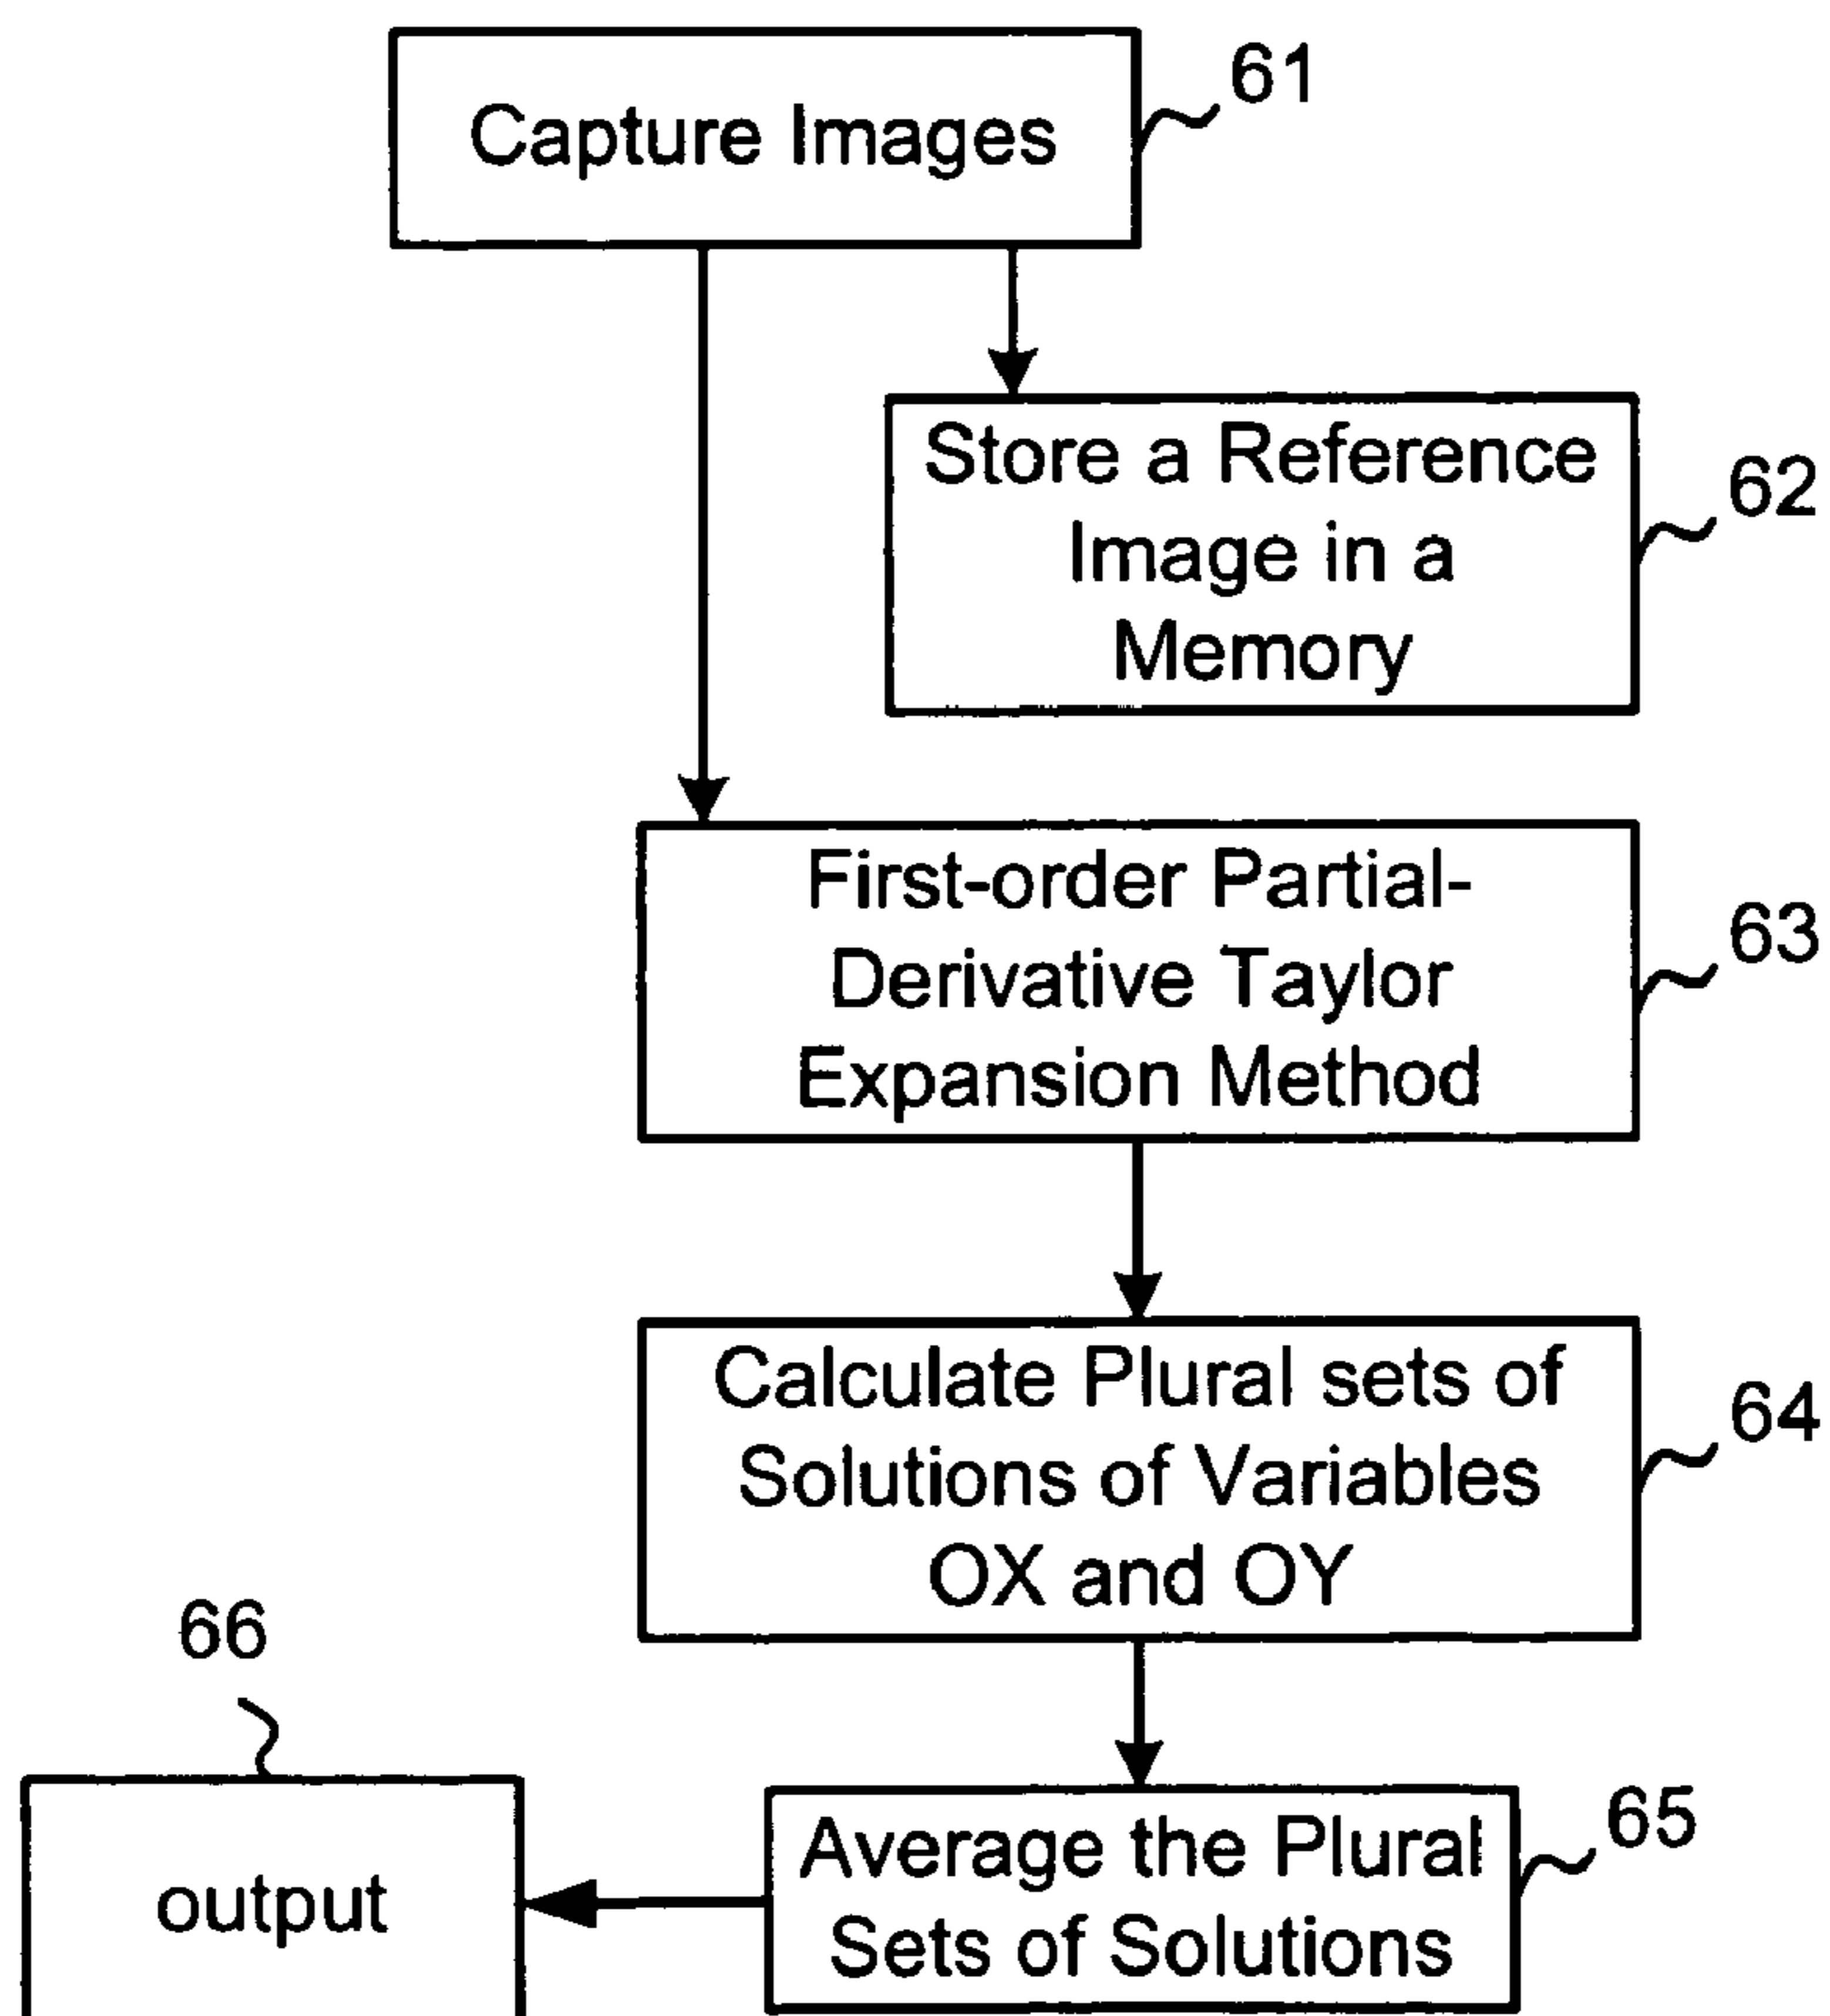 Capture Images
61
Store a Reference
Image in a
Memory
62
First-order Partial-
Derivative Taylor
Expansion Method
63
Calculate Plural sets of
Solutions of Variables
OX and OY
64
66
output
Average the Plural
Sets of Solutions
65